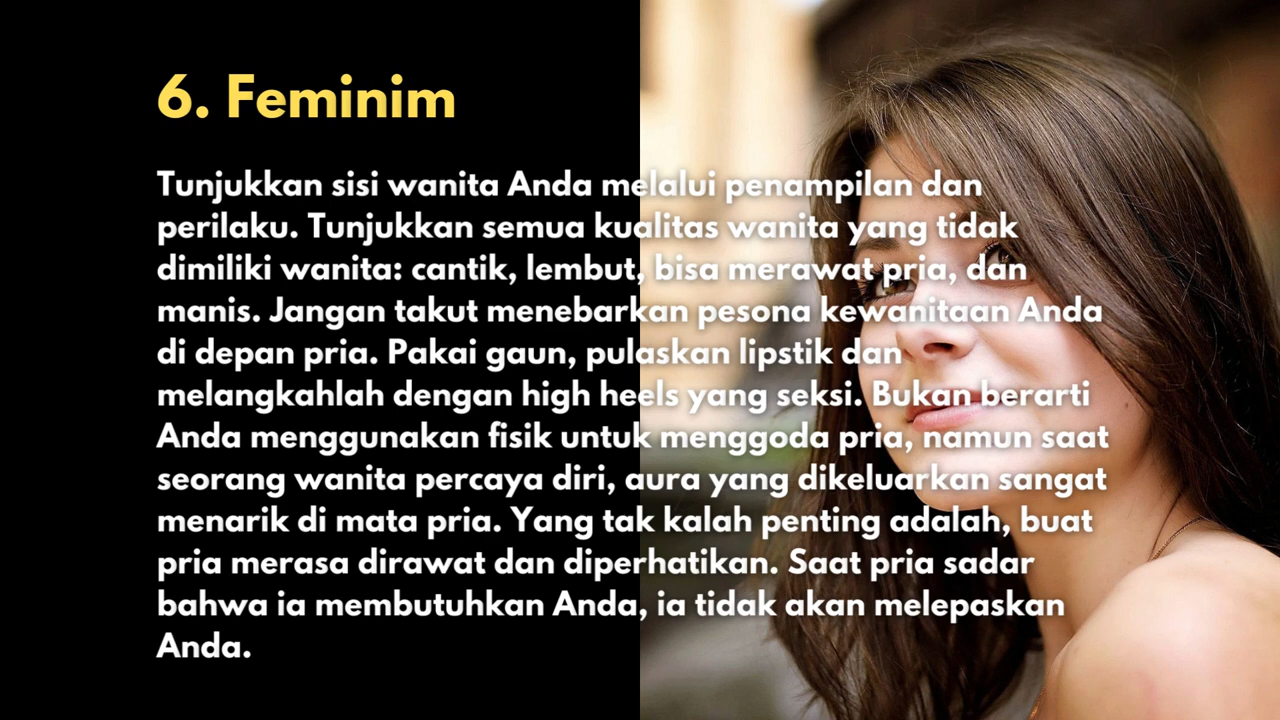 6. Feminim
Tunjukkan sisi wanita Anda melalui penampilan dan
perilaku. Tunjukkan semua kualitas wanita yang tidak
dimiliki wanita: cantik, lembut, bisa merawat pria, dan
manis. Jangan takut menebarkan pesona kewanitaan Anda
di depan pria. Pakai gaun, pulaskan lipstik dan
melangkahlah dengan high heels yang seksi. Bukan berarti
Anda menggunakan fisik untuk menggoda pria, namun saat
seorang wanita percaya diri, aura yang dikeluarkan sangat
menarik di mata pria. Yang tak kalah penting adalah, buat
pria merasa dirawat dan diperhatikan. Saat pria sadar
bahwa ia membutuhkan Anda, ia tidak akan melepaskan
Anda.